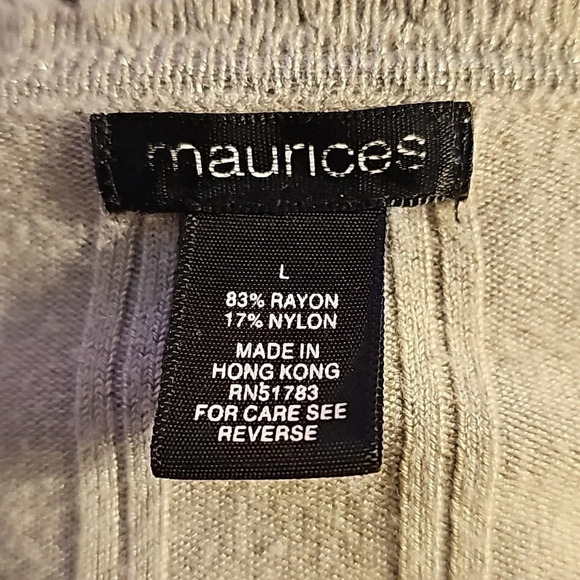 maurices
L
83% RAYON
17% NYLON
MADE IN
HONG KONG
RN51783
FOR CARE SEE
REVERSE